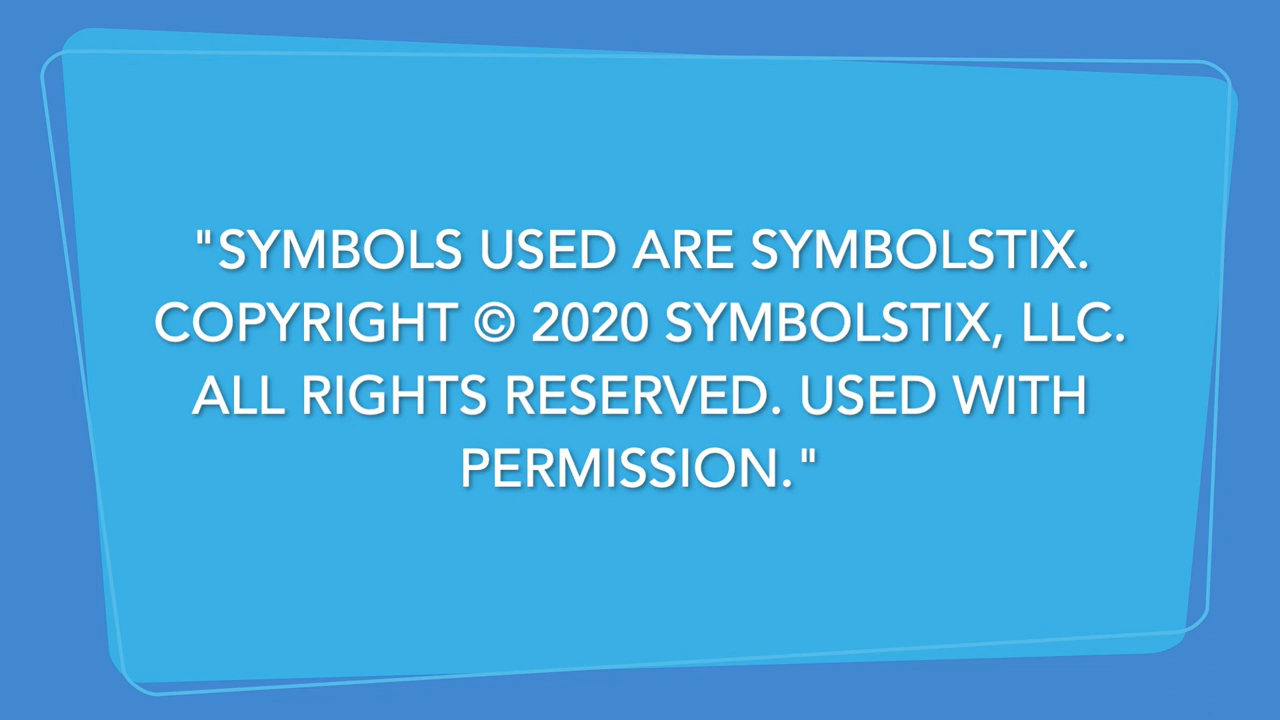 "SYMBOLS USED ARE SYMBOLSTIX.
COPYRIGHT © 2020 SYMBOLSTIX, LLC.
ALL RIGHTS RESERVED. USED WITH
PERMISSION."